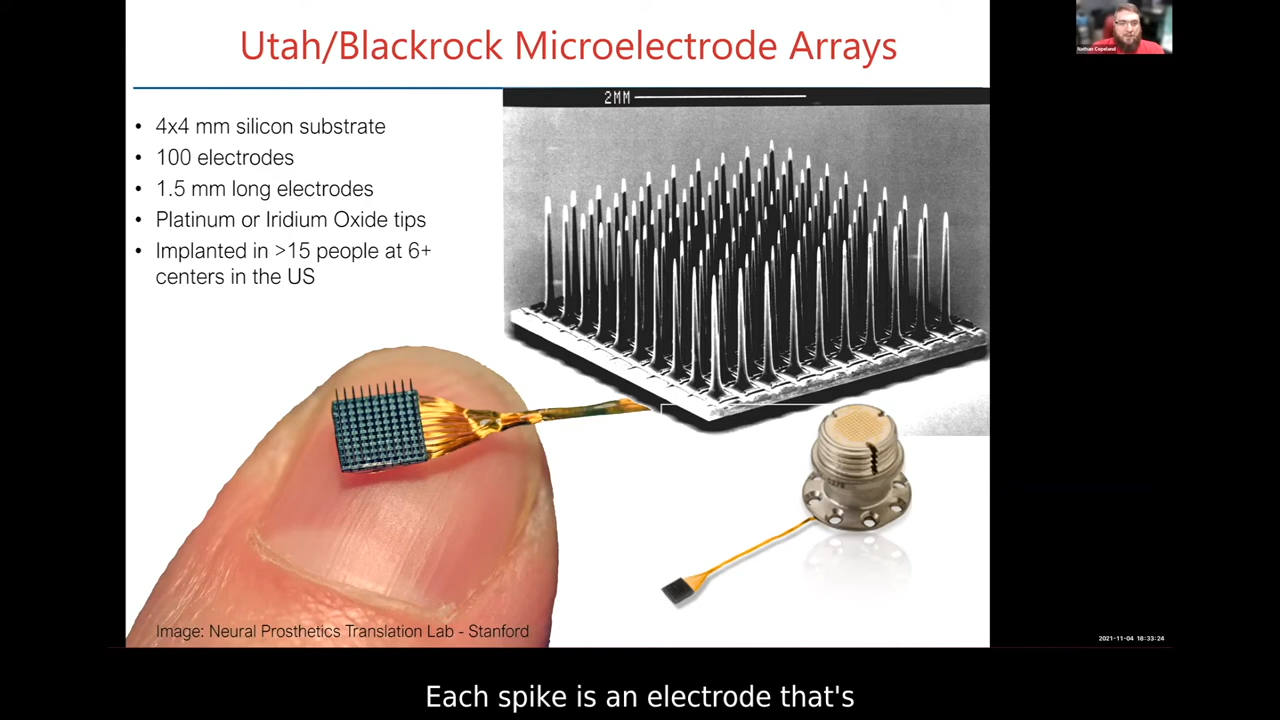 Utah/Blackrock Microelectrode Arrays
Nathan Copeland
2MM
• 4x4 mm silicon substrate
• 100 electrodes
• 1.5 mm long electrodes
• Platinum or Iridium Oxide tips
• Implanted in >15 people at 6+
centers in the US
Image: Neural Prosthetics Translation Lab - Stanford
2021-11-04 18:33:24
Each spike is an electrode that's